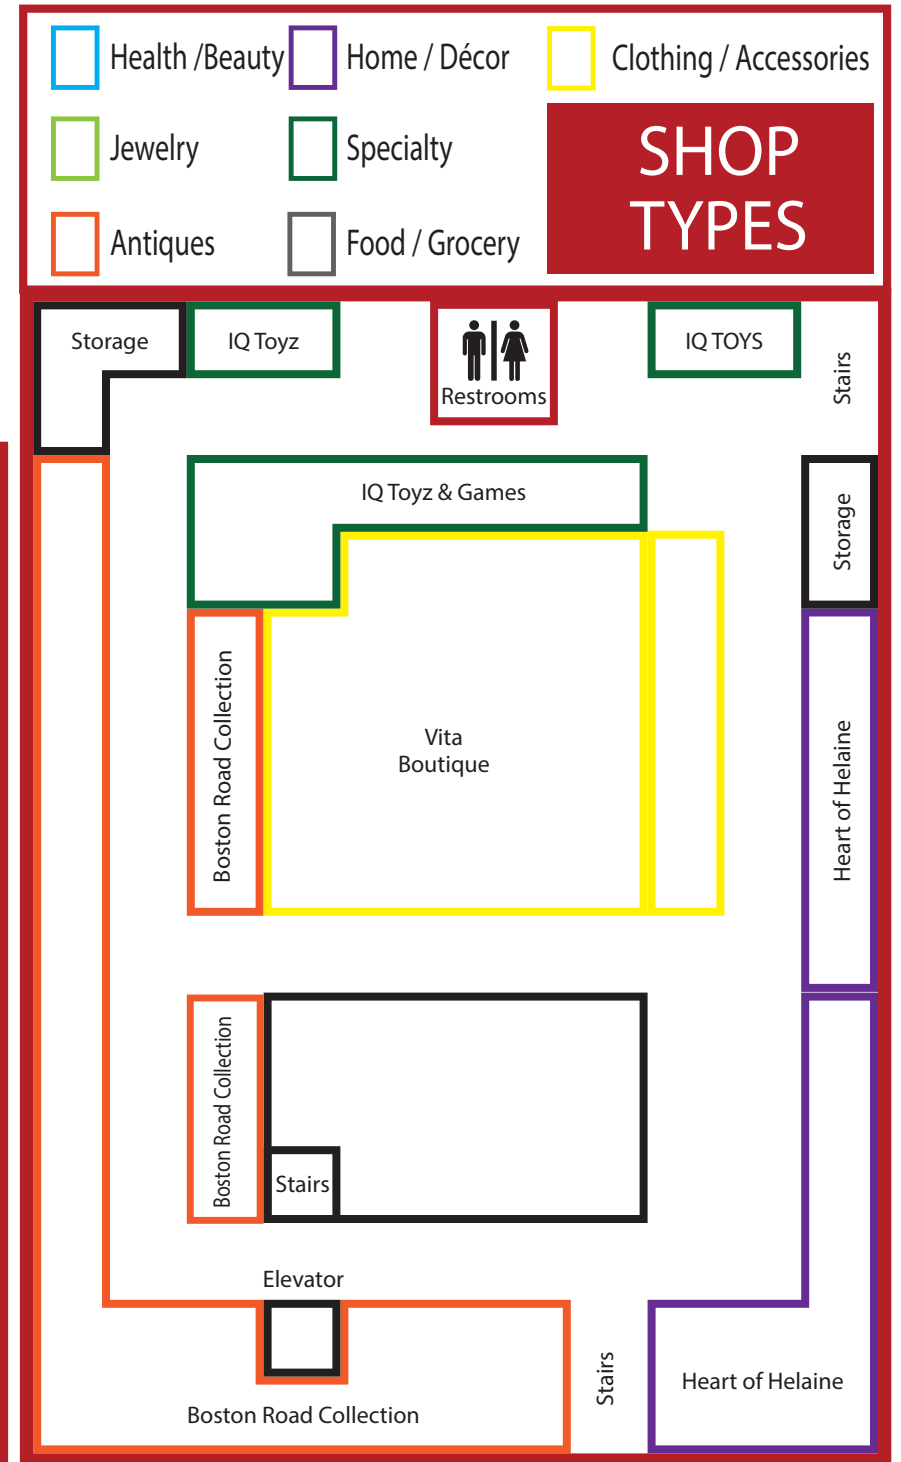 Health /Beauty
Home / Décor
Clothing / Accessories
Jewelry
Specialty
SHOP
TYPES
Antiques
Food / Grocery
Storage
IQ Toyz
Restrooms
IQ TOYS
Stairs
IQ Toyz & Games
Storage
Boston Road Collection
Vita
Boutique
Heart of Helaine
Boston Road Collection
Stairs
Elevator
Stairs
Heart of Helaine
Boston Road Collection